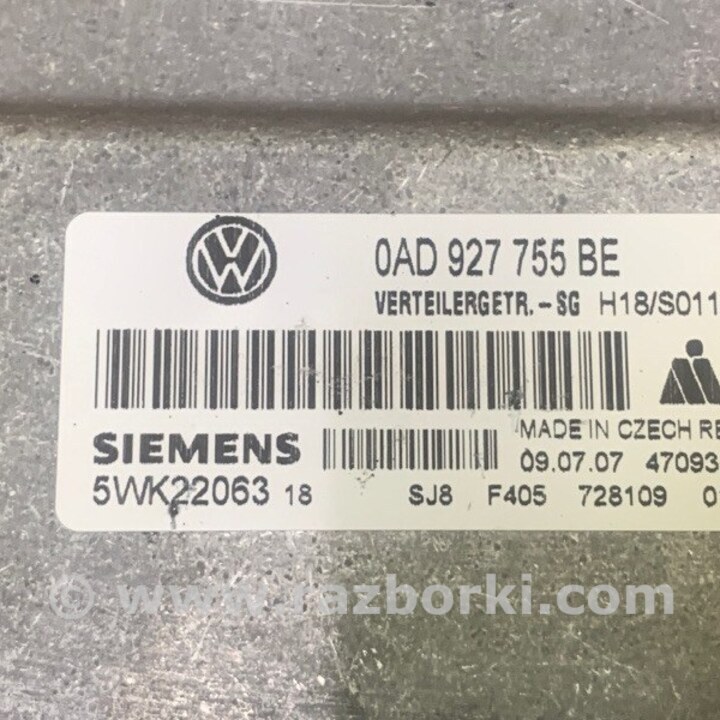 0AD 927 755 BE
VERTEILERGETR.-SG H18/S011
SIEMENS
MADE IN CZECH RE
09.07.07 47093
5WK22063 18 SJ8 F405 728109 0
© www.razborki.com